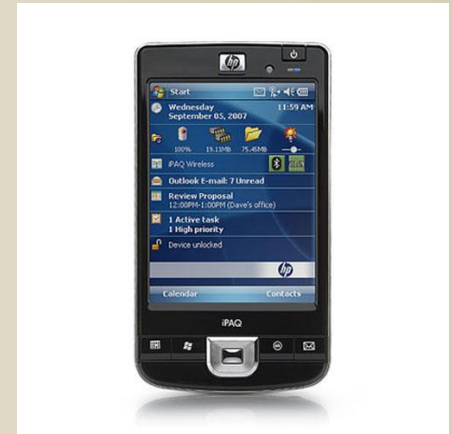 hp
Start
Wednesday
September 05, 2007
11:59 AM
100% 19.11MB 75.45MB
iPAQ Wireless
Outlook E-mail: 7 Unread
Review Proposal
12:00PM-1:00PM (Dave's office)
1 Active task
1 High priority
Device unlocked
hp
Calendar Contacts
iPAQ
ok